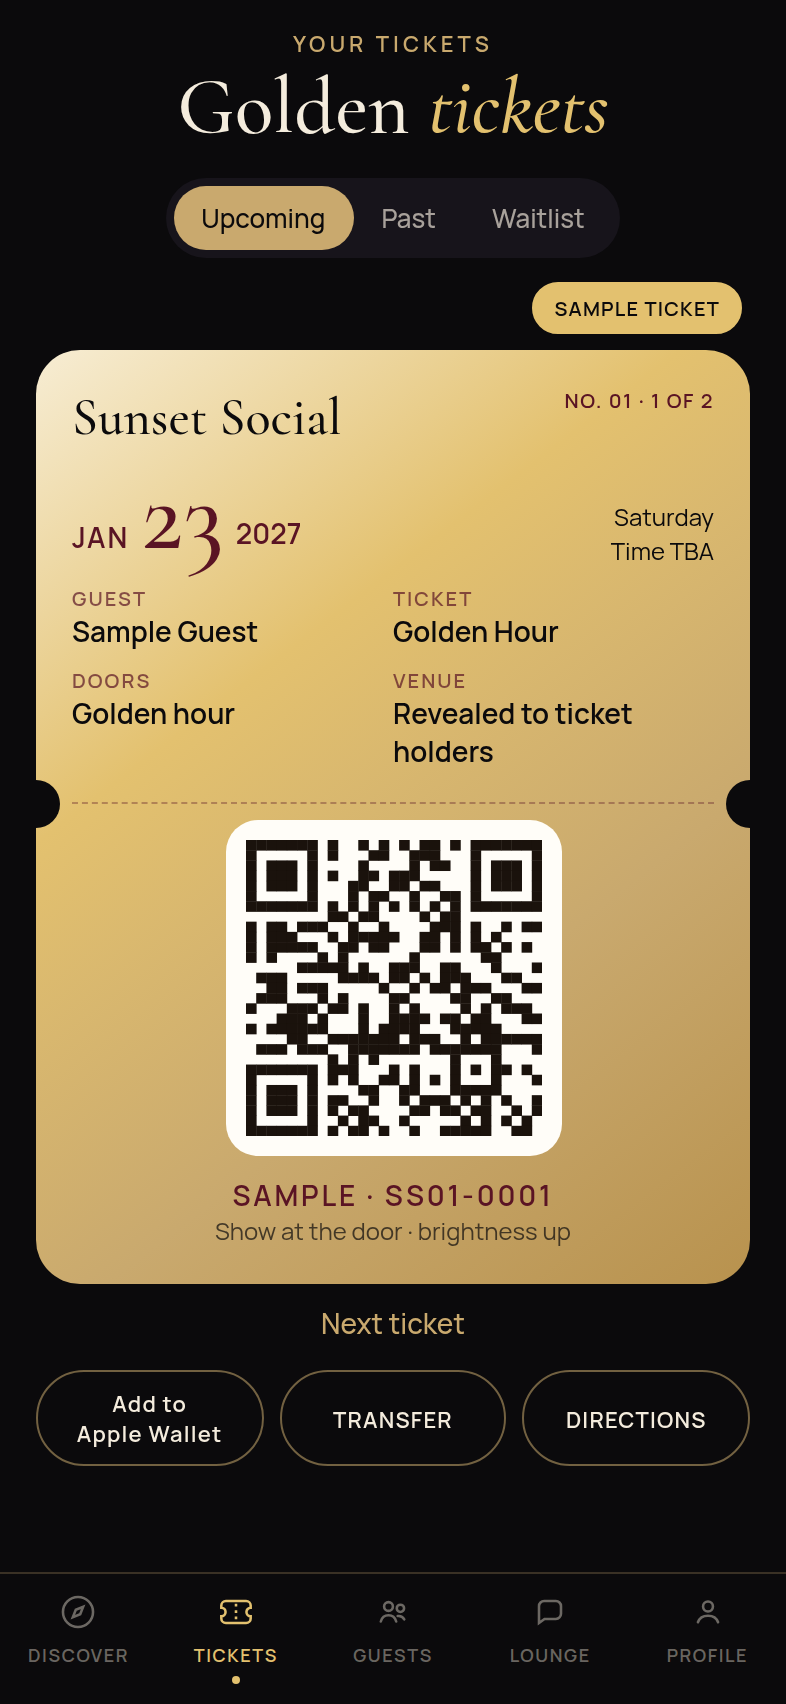 YOUR TICKETS
Golden tickets
Upcoming
Past
Waitlist
SAMPLE TICKET
Sunset Social
NO. 01 · 1 OF 2
JAN 23 2027
Saturday
Time TBA
GUEST
Sample Guest
TICKET
Golden Hour
DOORS
Golden hour
VENUE
Revealed to ticket
holders
SAMPLE · SS01-0001
Show at the door · brightness up
Next ticket
Add to
Apple Wallet
TRANSFER
DIRECTIONS
DISCOVER
TICKETS
GUESTS
LOUNGE
PROFILE